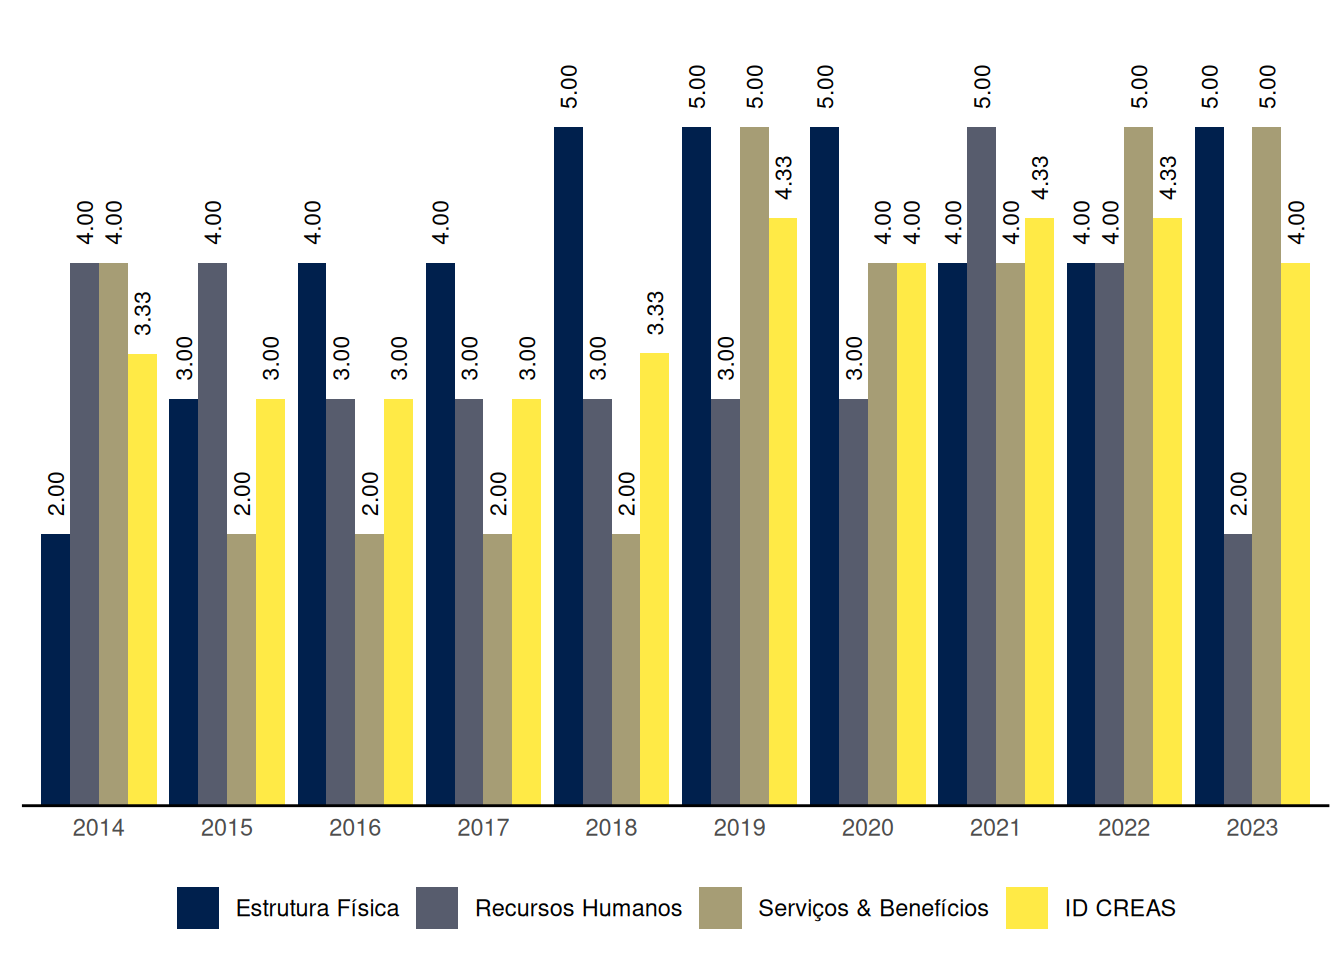 2.00 4.00 4.00 3.33
3.00 4.00 2.00 3.00
4.00 3.00 2.00 3.00
4.00 3.00 2.00 3.00
5.00 3.00 2.00 3.33
5.00 3.00 5.00 4.33
5.00 3.00 4.00 4.00
4.00 5.00 4.00 4.33
4.00 4.00 5.00 4.33
5.00 2.00 5.00 4.00
2014 2015 2016 2017 2018 2019 2020 2021 2022 2023
Estrutura Física Recursos Humanos Serviços & Benefícios ID CREAS